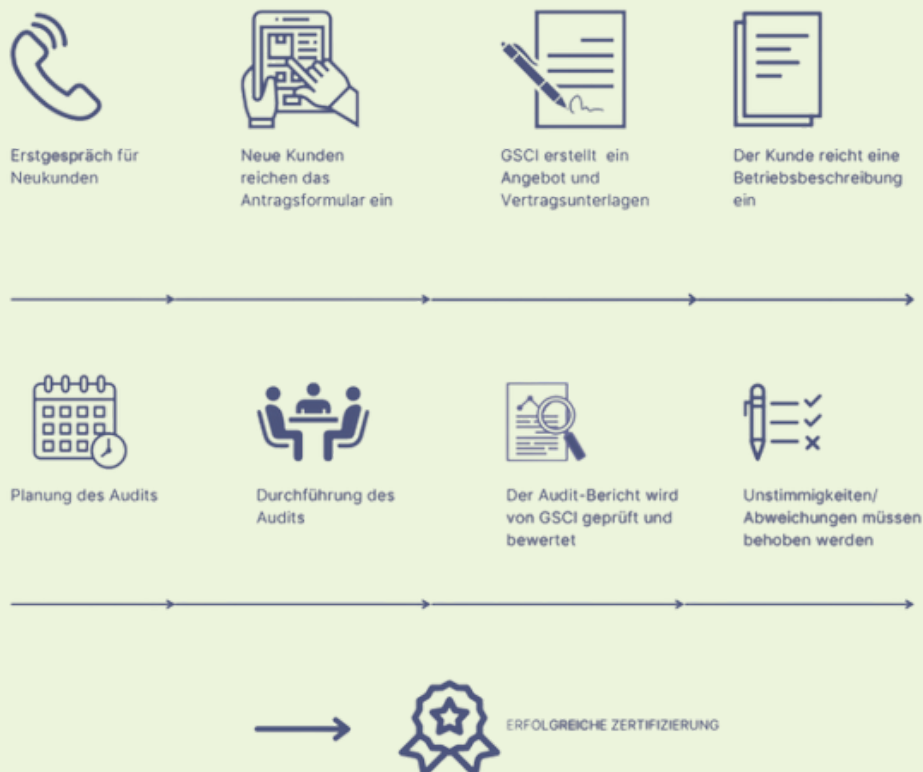 Erstgespräch für
Neukunden
Neue Kunden
reichen das
Antragsformular ein
GSCI erstellt ein
Angebot und
Vertragsunterlagen
Der Kunde reicht eine
Betriebsbeschreibung
ein
Planung des Audits
Durchführung des
Audits
Der Audit-Bericht wird
von GSCI geprüft und
bewertet
Unstimmigkeiten/
Abweichungen müssen
behoben werden
ERFOLGREICHE ZERTIFIZIERUNG